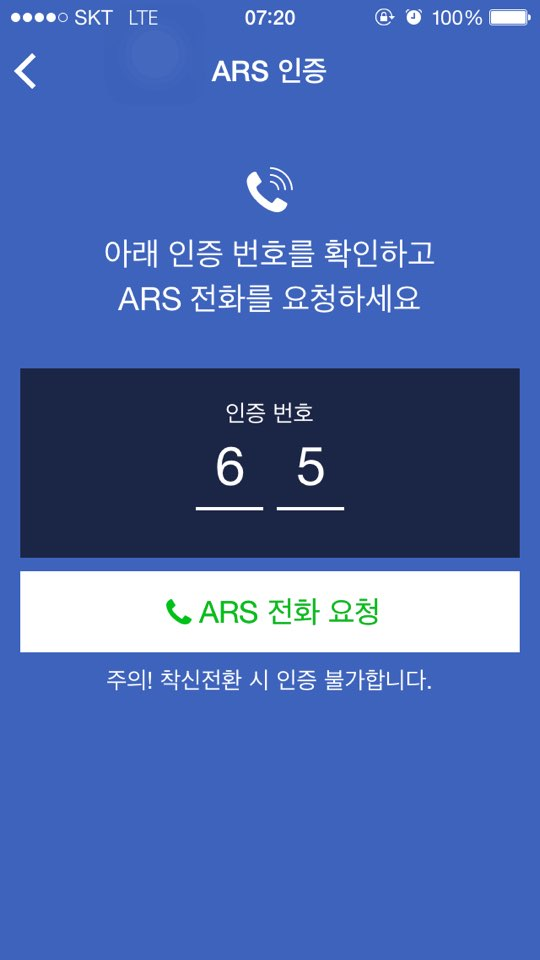 SKT LTE 07:20 100%
ARS 인증
아래 인증 번호를 확인하고
ARS 전화를 요청하세요
인증 번호
6 5
ARS 전화 요청
주의! 착신전환 시 인증 불가합니다.